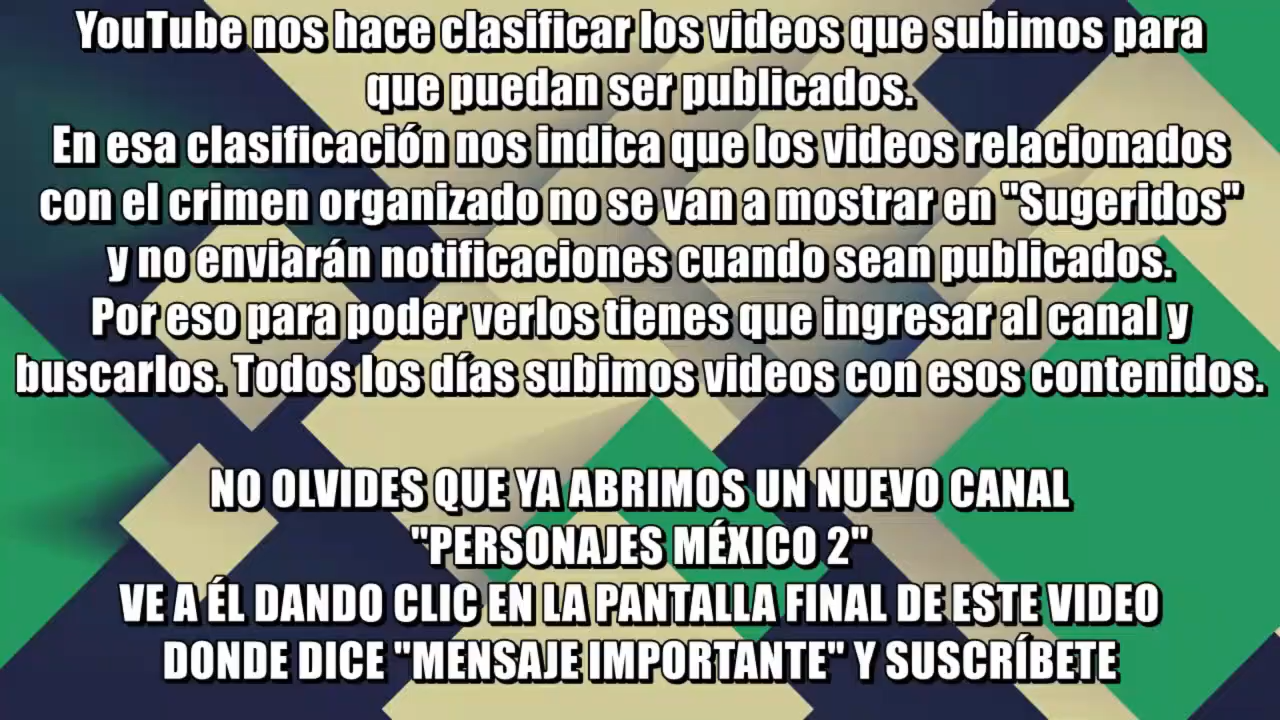 YouTube nos hace clasificar los videos que subimos para
que puedan ser publicados.
En esa clasificación nos indica que los videos relacionados
con el crimen organizado no se van a mostrar en "Sugeridos"
y no enviarán notificaciones cuando sean publicados.
Por eso para poder verlos tienes que ingresar al canal y
buscarlos. Todos los días subimos videos con esos contenidos.
NO OLVIDES QUE YA ABRIMOS UN NUEVO CANAL
"PERSONAJES MÉXICO 2"
VE A ÉL DANDO CLIC EN LA PANTALLA FINAL DE ESTE VIDEO
DONDE DICE "MENSAJE IMPORTANTE" Y SUSCRÍBETE